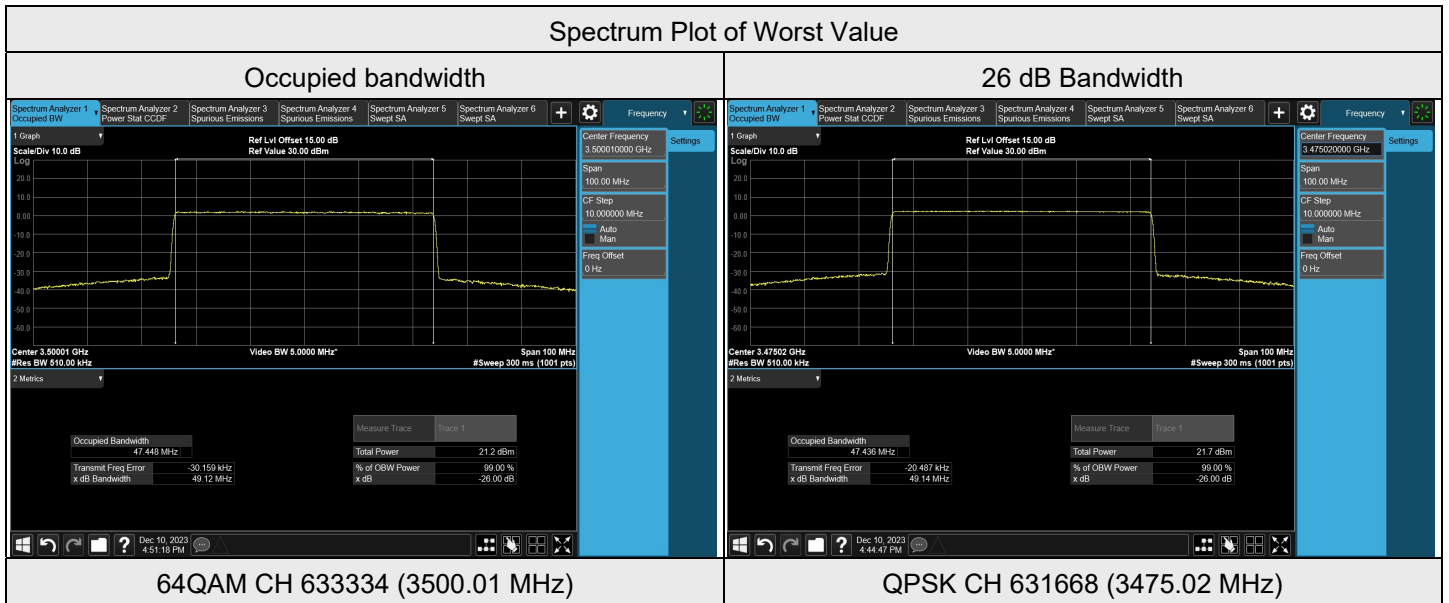 Spectrum Plot of Worst Value
Occupied bandwidth
26 dB Bandwidth
Spectrum Analyzer 1
Occupied BW
Spectrum Analyzer 2
Power Stat CCDF
Spectrum Analyzer 3
Spurious Emissions
Spectrum Analyzer 4
Spurious Emissions
Spectrum Analyzer 5
Swept SA
Spectrum Analyzer 6
Swept SA
+
Frequency
1 Graph
Scale/Div 10.0 dB
Ref Lvl Offset 15.00 dB
Ref Value 30.00 dBm
Log
20.0
10.0
0.00
-10.0
-20.0
-30.0
-40.0
-50.0
-60.0
Center 3.50001 GHz
#Res BW 510.00 kHz
Video BW 5.0000 MHz*
Span 100 MHz
#Sweep 300 ms (1001 pts)
Center Frequency
3.500010000 GHz
Settings
Span
100.00 MHz
CF Step
10.000000 MHz
Auto
Man
Freq Offset
0 Hz
2 Metrics
Measure Trace Trace 1
Occupied Bandwidth
47.448 MHz
Total Power 21.2 dBm
Transmit Freq Error -30.159 kHz
% of OBW Power 99.00 %
x dB Bandwidth 49.12 MHz
x dB -26.00 dB
?
Dec 10, 2023
4:51:18 PM
Spectrum Analyzer 1
Occupied BW
Spectrum Analyzer 2
Power Stat CCDF
Spectrum Analyzer 3
Spurious Emissions
Spectrum Analyzer 4
Spurious Emissions
Spectrum Analyzer 5
Swept SA
Spectrum Analyzer 6
Swept SA
+
Frequency
1 Graph
Scale/Div 10.0 dB
Ref Lvl Offset 15.00 dB
Ref Value 30.00 dBm
Log
20.0
10.0
0.00
-10.0
-20.0
-30.0
-40.0
-50.0
-60.0
Center 3.47502 GHz
#Res BW 510.00 kHz
Video BW 5.0000 MHz*
Span 100 MHz
#Sweep 300 ms (1001 pts)
Center Frequency
3.475020000 GHz
Settings
Span
100.00 MHz
CF Step
10.000000 MHz
Auto
Man
Freq Offset
0 Hz
2 Metrics
Measure Trace Trace 1
Occupied Bandwidth
47.436 MHz
Total Power 21.7 dBm
Transmit Freq Error -20.487 kHz
% of OBW Power 99.00 %
x dB Bandwidth 49.14 MHz
x dB -26.00 dB
?
Dec 10, 2023
4:44:47 PM
64QAM CH 633334 (3500.01 MHz)
QPSK CH 631668 (3475.02 MHz)